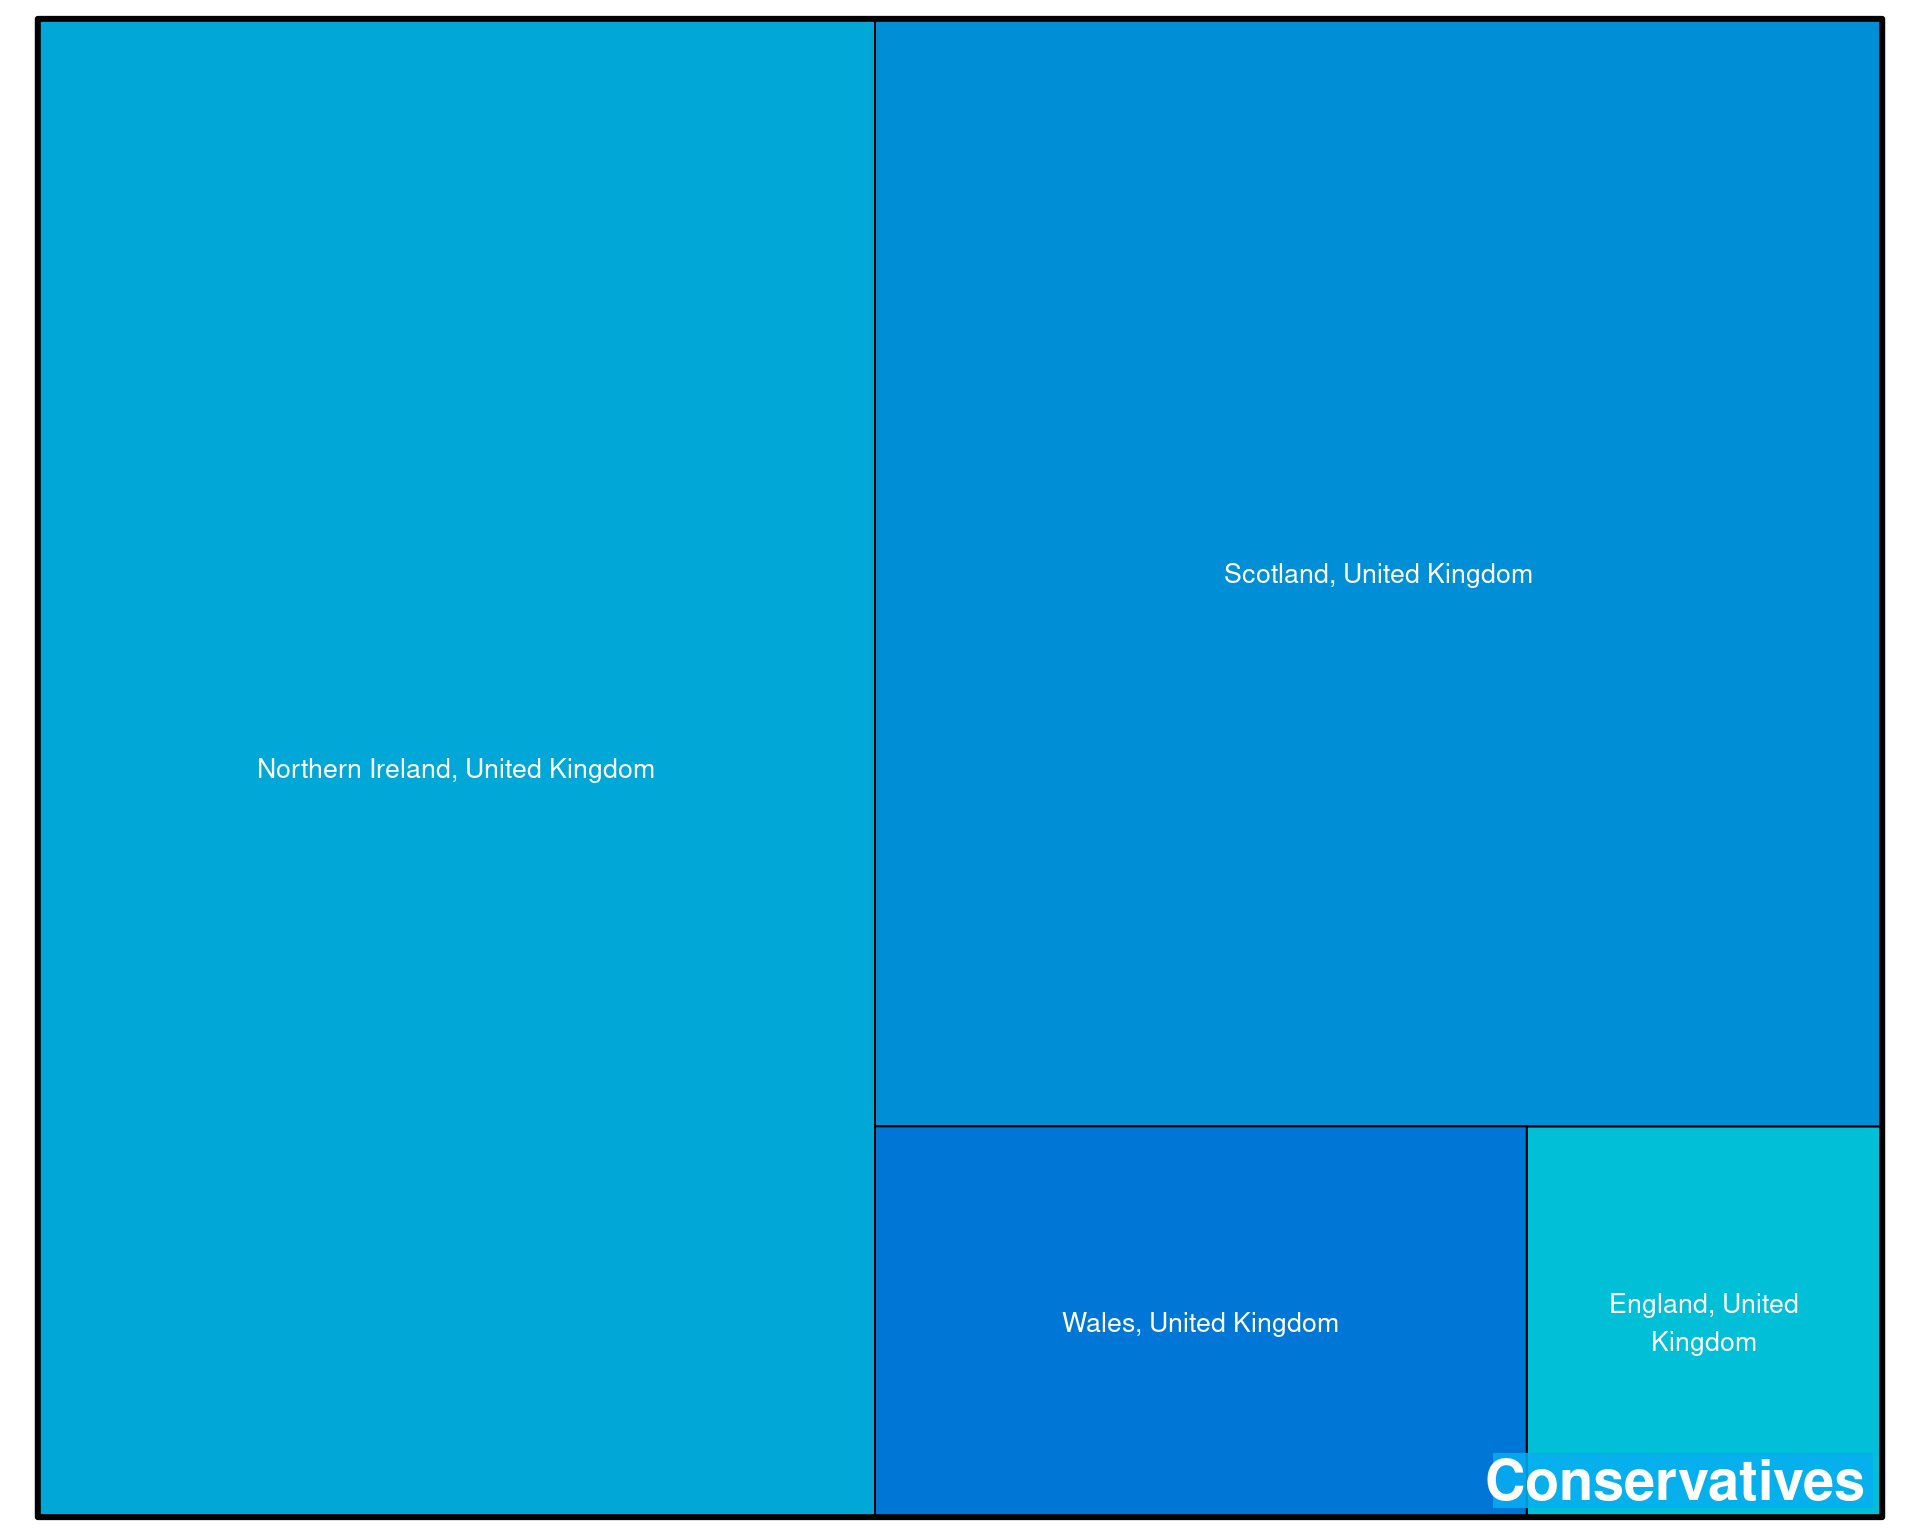 Scotland, United Kingdom
Northern Ireland, United Kingdom
Wales, United Kingdom
England, United
Kingdom
Conservatives